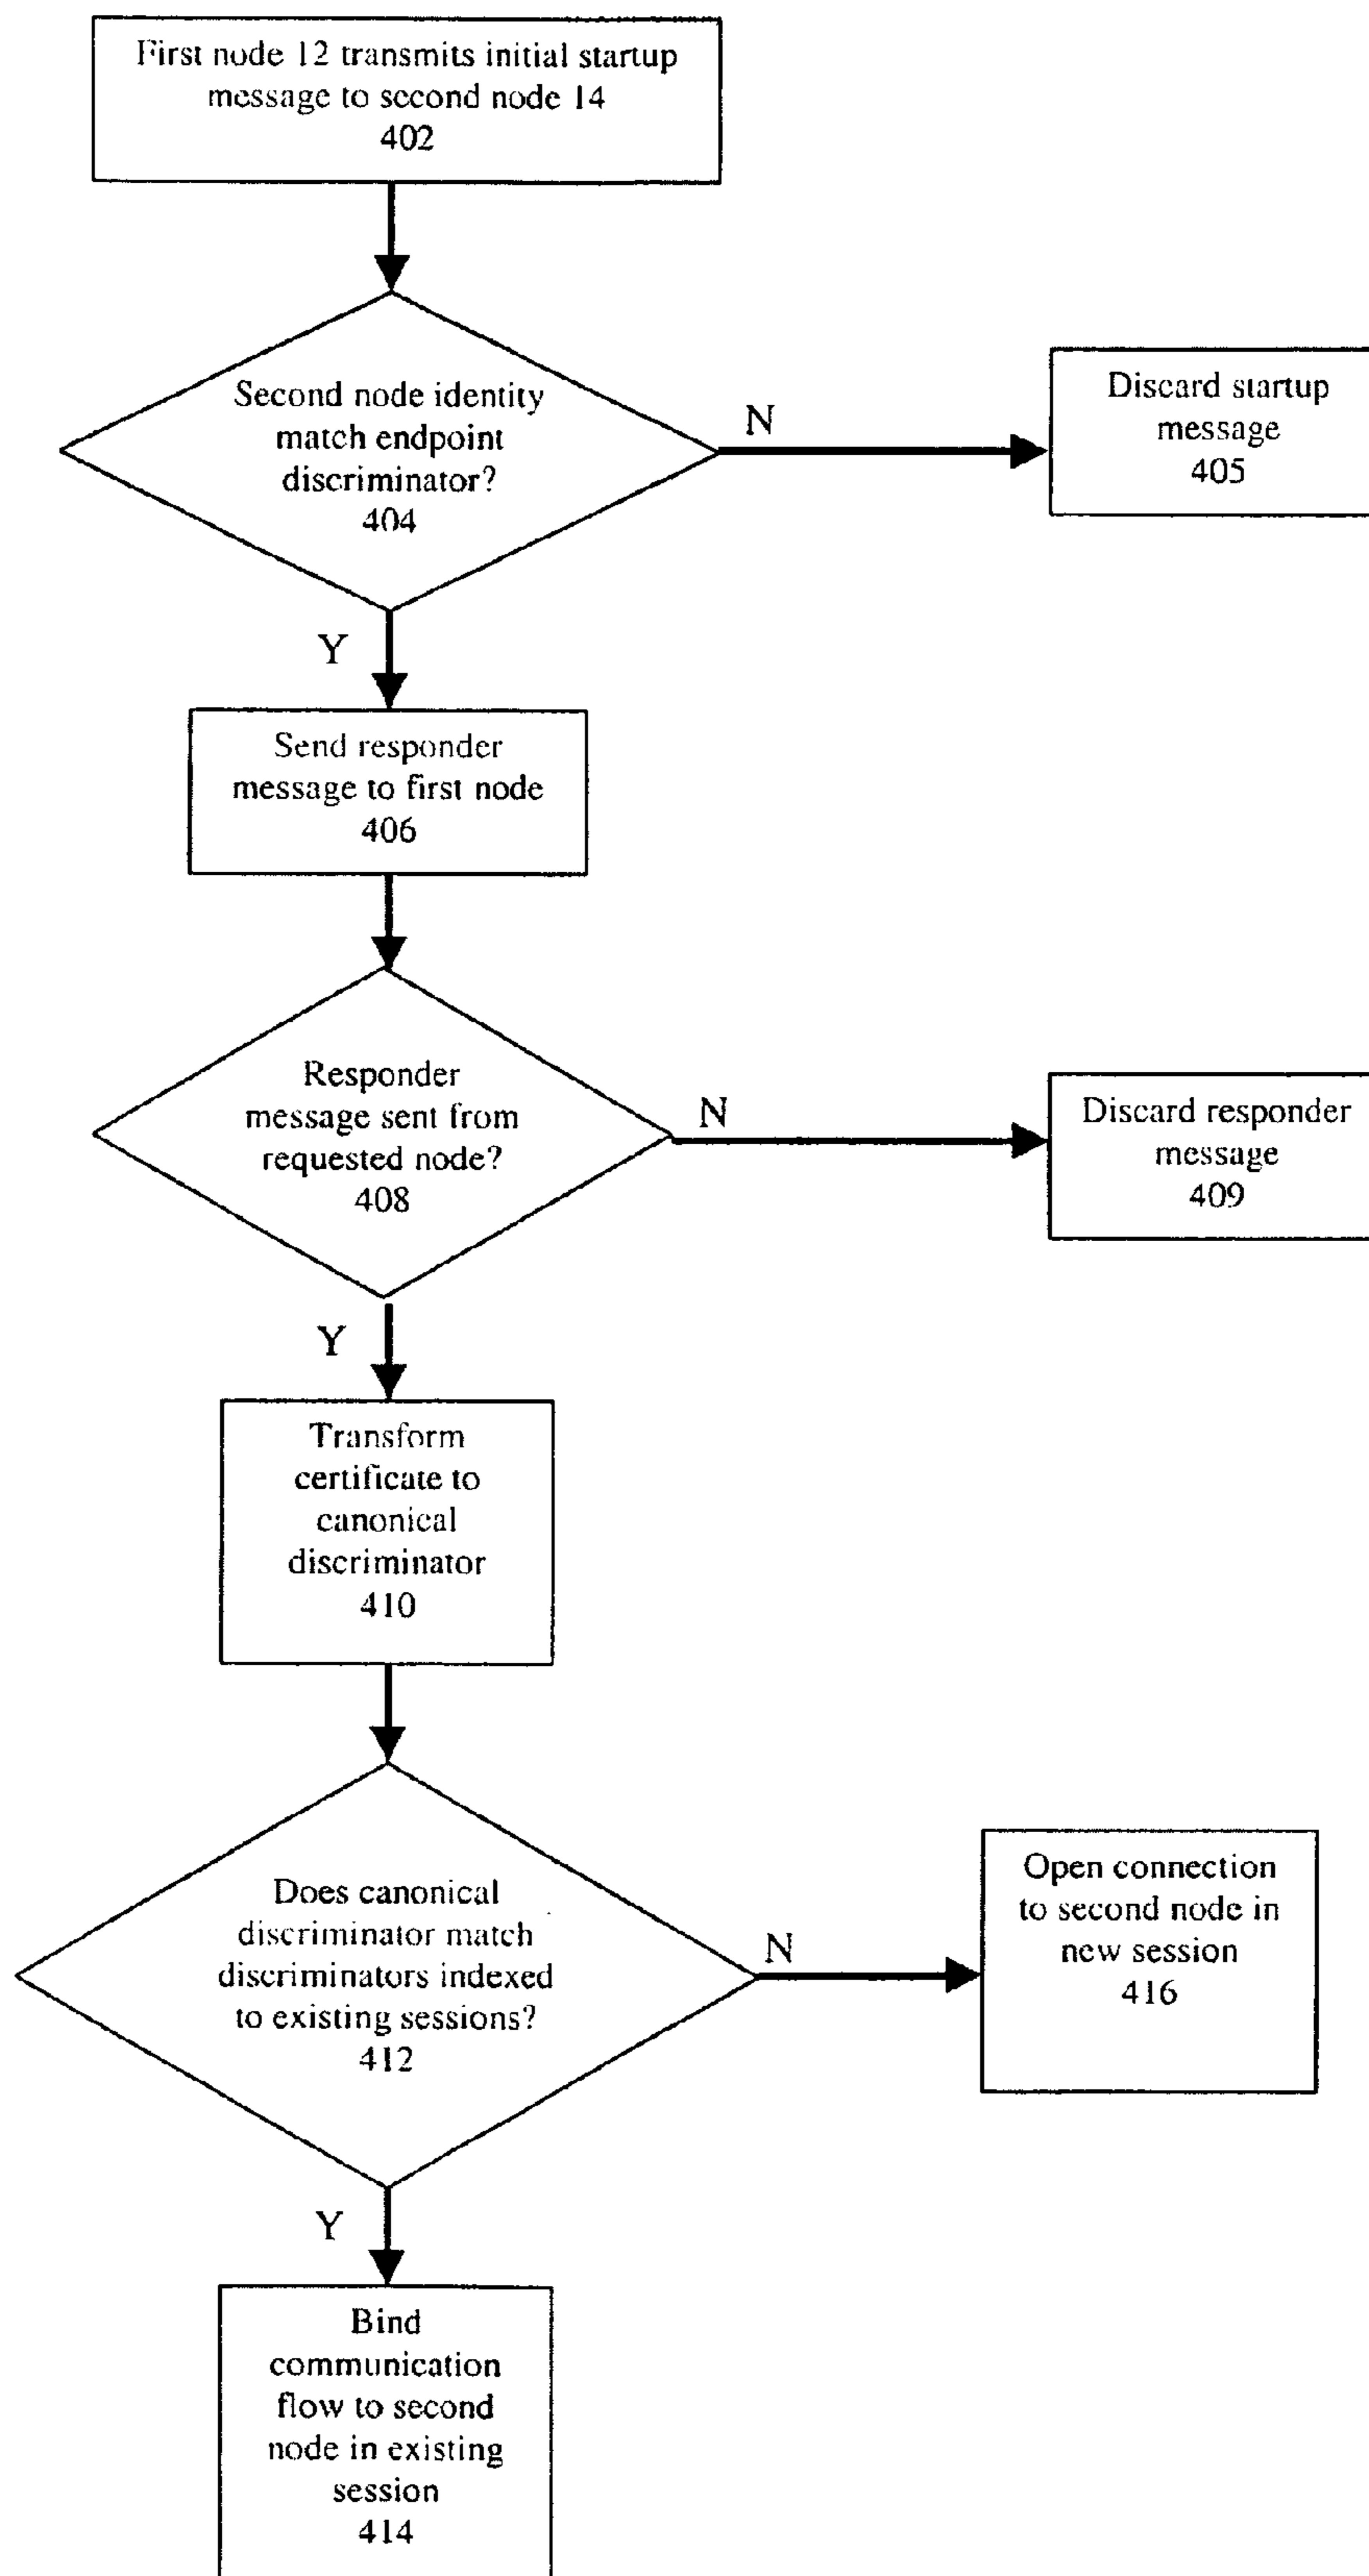 First node 12 transmits initial startup
message to second node 14
402
Second node identity
match endpoint
discriminator?
404
N
Discard startup
message
405
Y
Send responder
message to first node
406
Responder
message sent from
requested node?
408
N
Discard responder
message
409
Y
Transform
certificate to
canonical
discriminator
410
Does canonical
discriminator match
discriminators indexed
to existing sessions?
412
N
Open connection
to second node in
new session
416
Y
Bind
communication
flow to second
node in existing
session
414